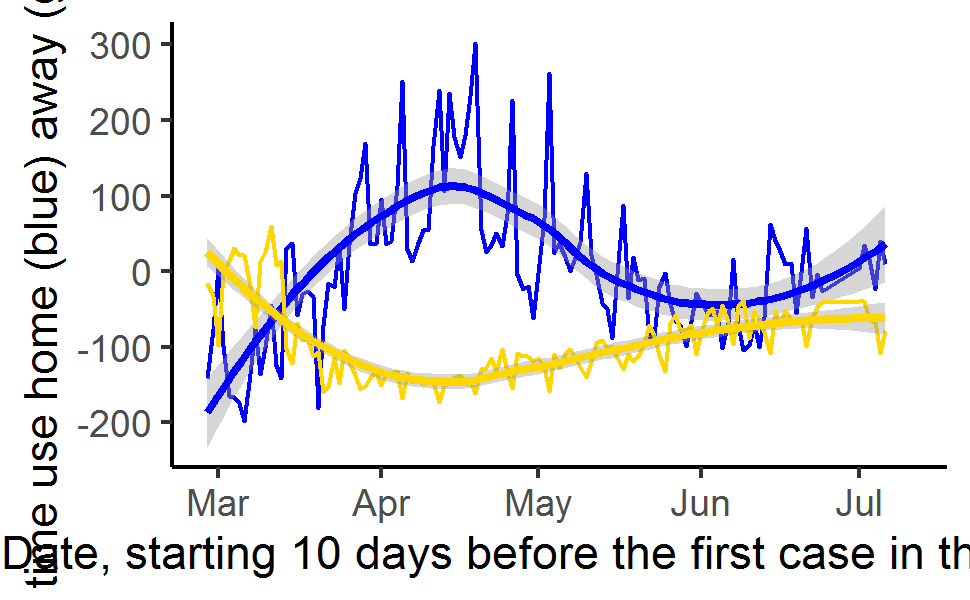 time use home (blue) away (g
300
200
100
0
-100
-200
Mar Apr May Jun Jul
Date, starting 10 days before the first case in th